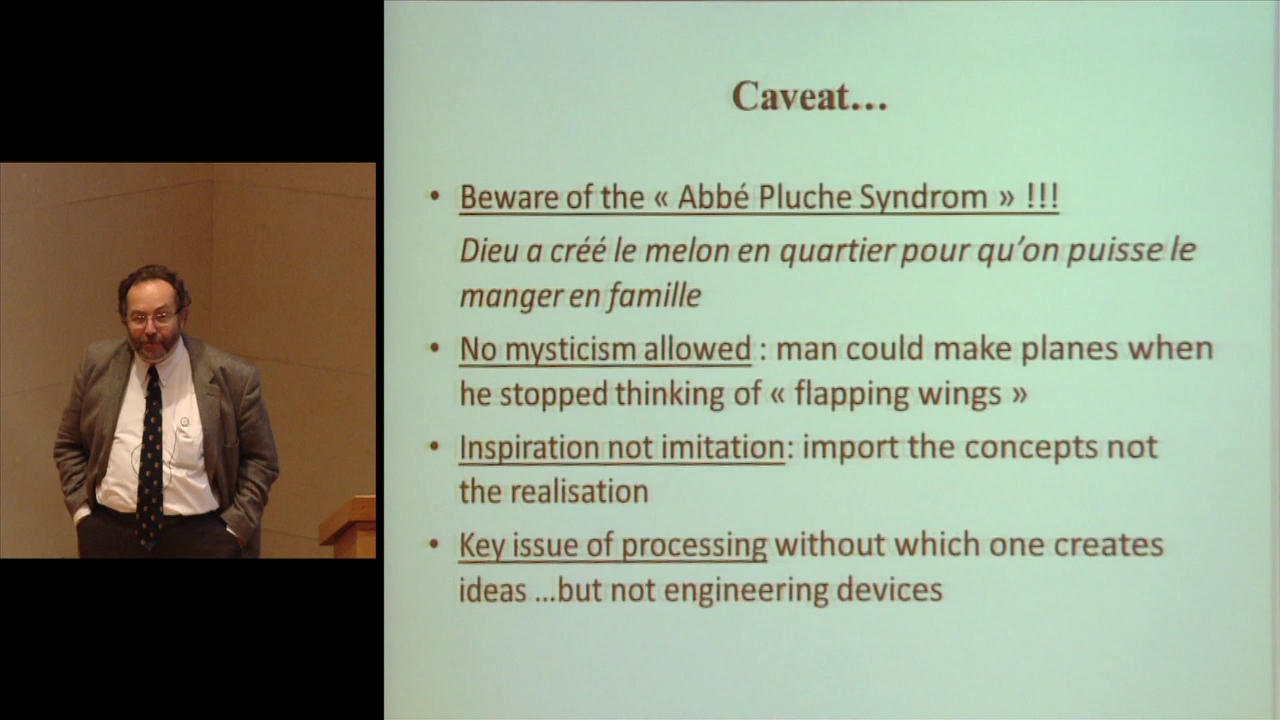 Caveat...
• Beware of the « Abbé Pluche Syndrom » !!!
Dieu a créé le melon en quartier pour qu'on puisse le
manger en famille
• No mysticism allowed : man could make planes when
he stopped thinking of « flapping wings »
• Inspiration not imitation: import the concepts not
the realisation
• Key issue of processing without which one creates
ideas ...but not engineering devices